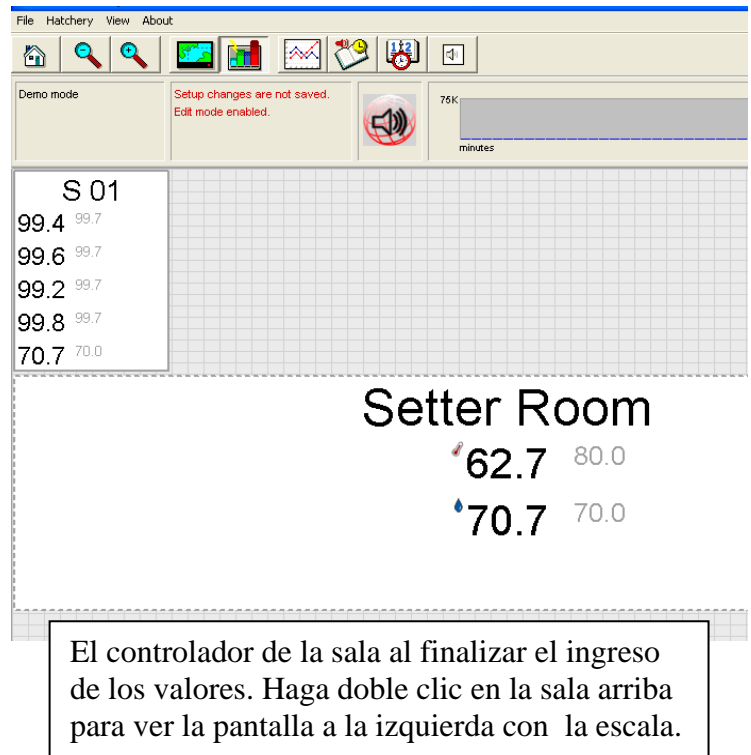 File Hatchery View About
Demo mode
Setup changes are not saved.
Edit mode enabled.
75K
minutes
S 01
99.4 99.7
99.6 99.7
99.2 99.7
99.8 99.7
70.7 70.0
Setter Room
62.7 80.0
70.7 70.0
El controlador de la sala al finalizar el ingreso
de los valores. Haga doble clic en la sala arriba
para ver la pantalla a la izquierda con la escala.